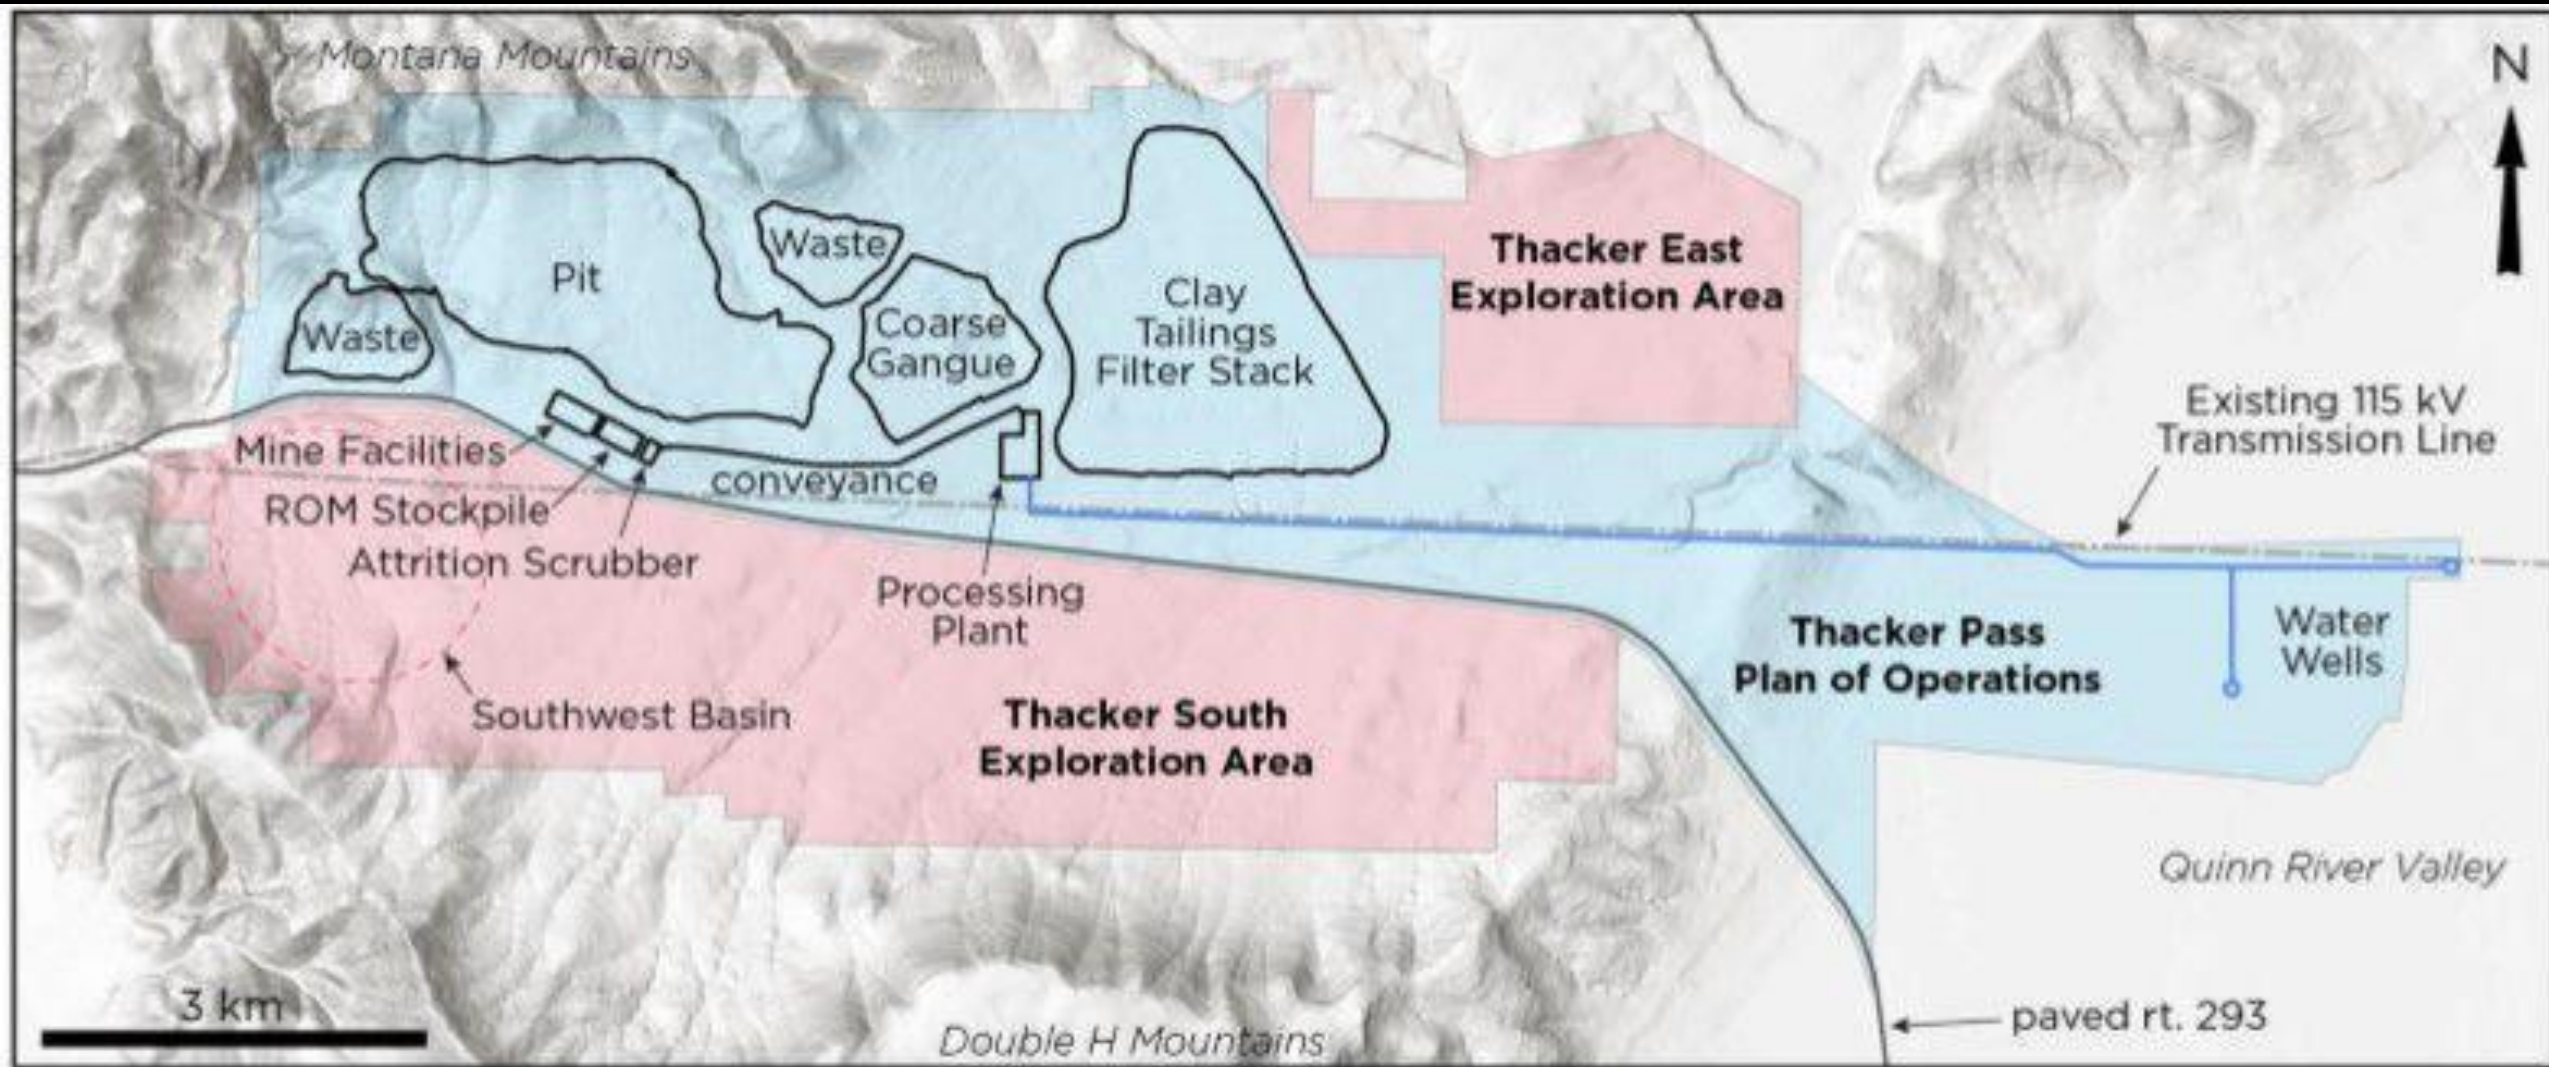 Montana Mountains
N
Waste
Pit
Waste
Coarse
Gangue
Clay
Tailings
Filter Stack
Thacker East
Exploration Area
Existing 115 kV
Transmission Line
Mine Facilities
conveyance
ROM Stockpile
Attrition Scrubber
Processing
Plant
Thacker Pass
Plan of Operations
Water
Wells
Southwest Basin
Thacker South
Exploration Area
Quinn River Valley
3 km
Double H Mountains
paved rt. 293